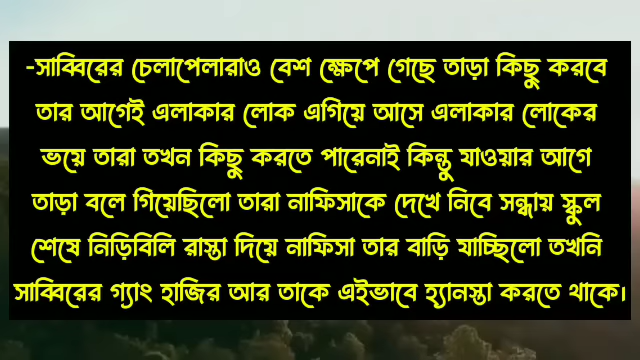 -সাব্বিরের চেলাপেলারাও বেশ ক্ষেপে গেছে তাড়া কিছু করবে
তার আগেই এলাকার লোক এগিয়ে আসে এলাকার লোকের
ভয়ে তারা তখন কিছু করতে পারেনাই কিন্তু যাওয়ার আগে
তাড়া বলে গিয়েছিলো তারা নাফিসাকে দেখে নিবে সন্ধায় স্কুল
শেষে নিড়িবিলি রাস্তা দিয়ে নাফিসা তার বাড়ি যাচ্ছিলো তখনি
সাব্বিরের গ্যাং হাজির আর তাকে এইভাবে হ্যানস্তা করতে থাকে।